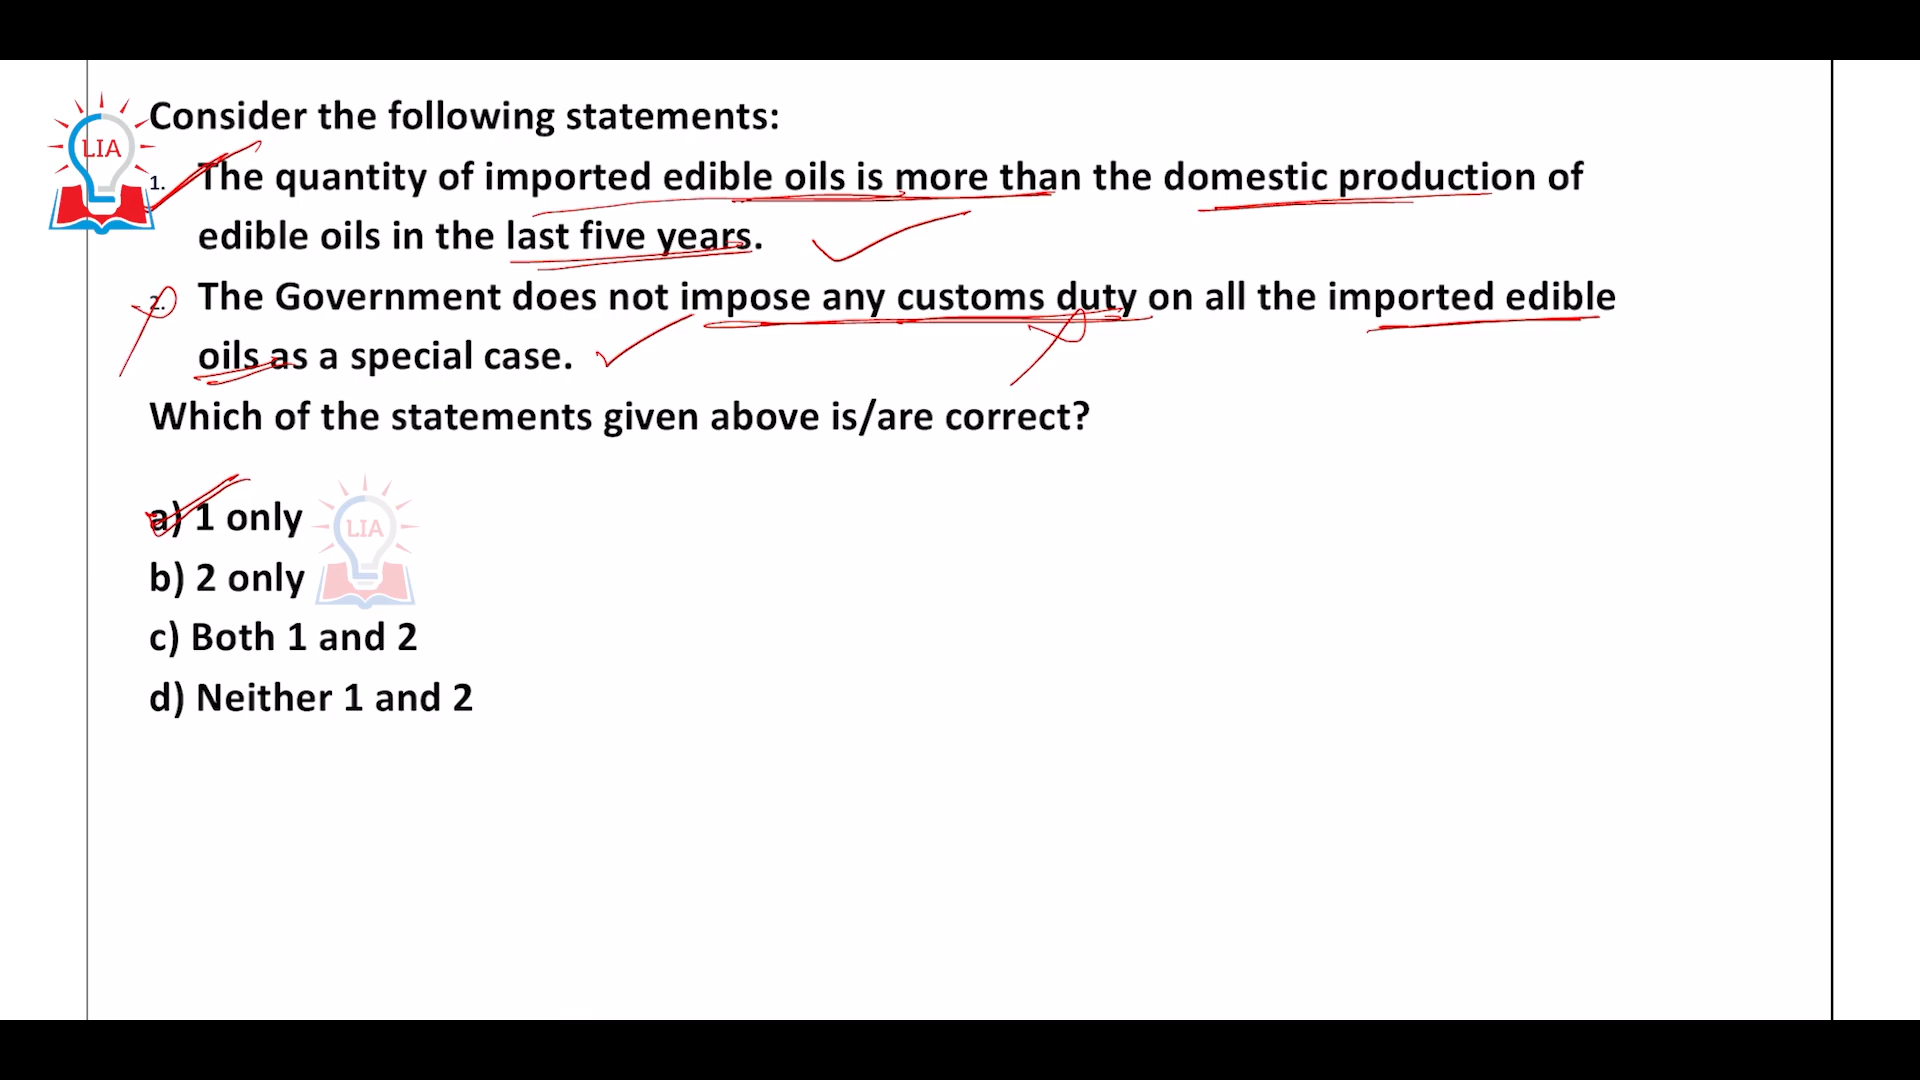 Consider the following statements:
LIA
1. The quantity of imported edible oils is more than the domestic production of
edible oils in the last five years.
2. The Government does not impose any customs duty on all the imported edible
oils as a special case.
Which of the statements given above is/are correct?
a) 1 only
LIA
b) 2 only
c) Both 1 and 2
d) Neither 1 and 2